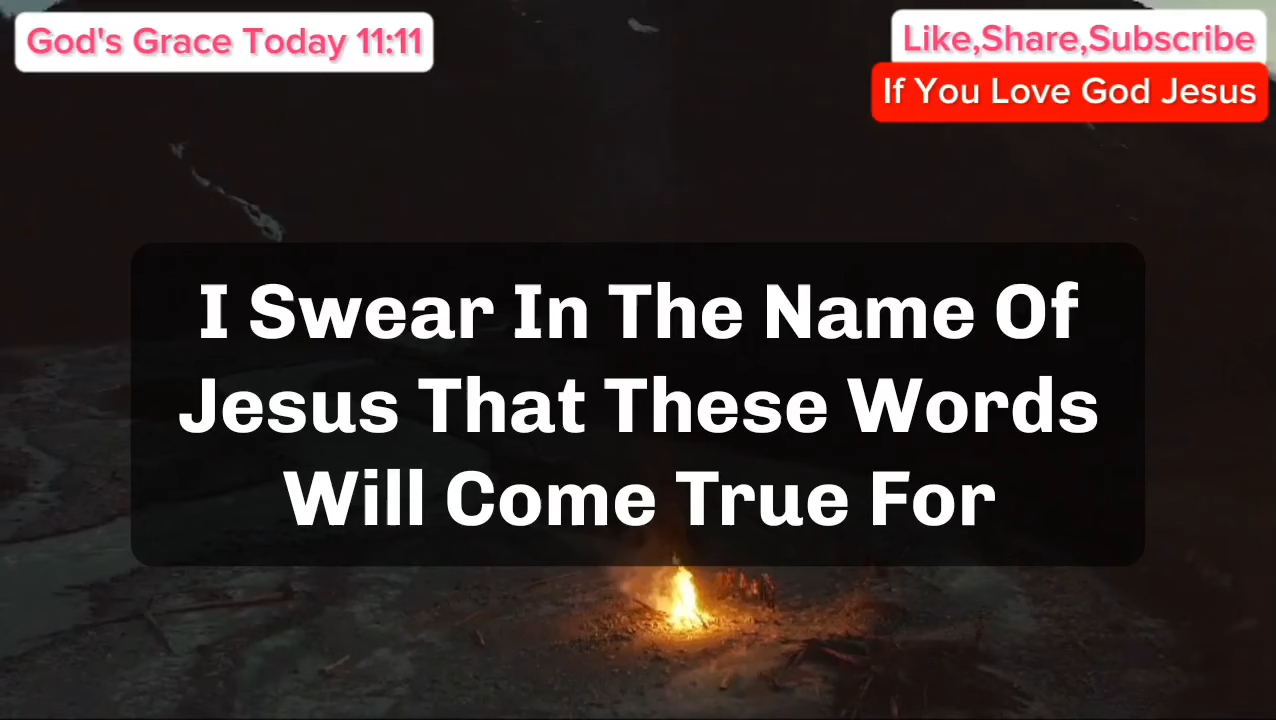 God's Grace Today 11:11
Like,Share,Subscribe
If You Love God Jesus
I Swear In The Name Of
Jesus That These Words
Will Come True For